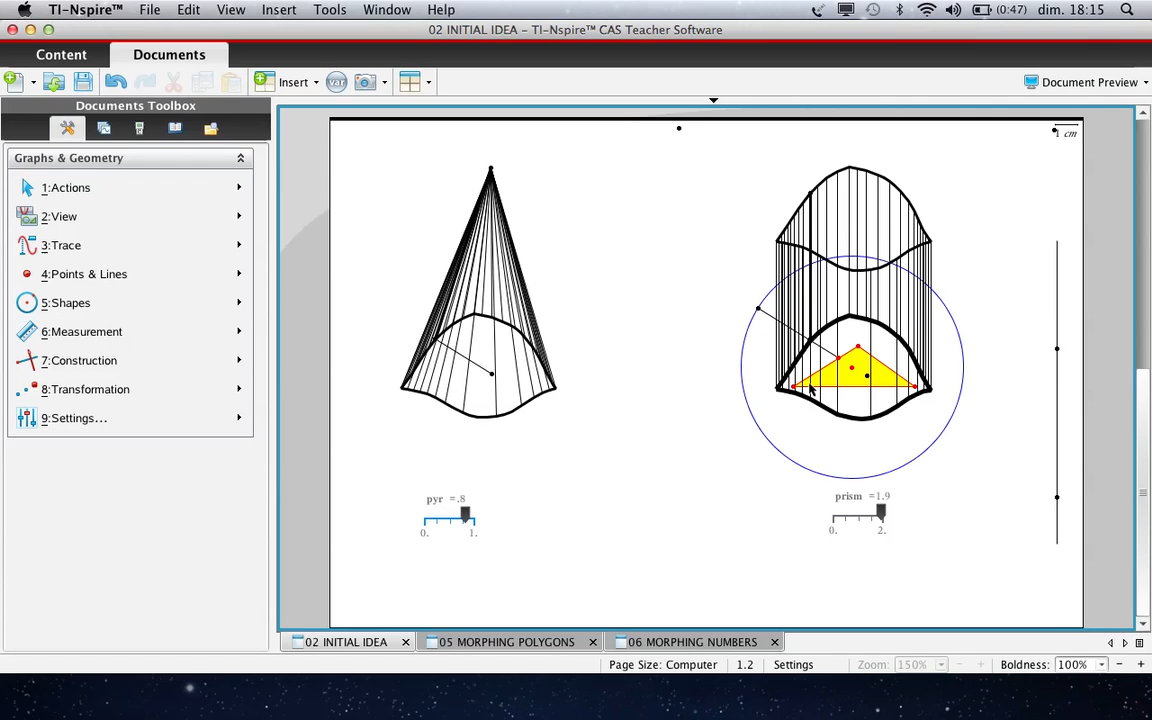 TI-Nspire™ File Edit View Insert Tools Window Help (0:47) dim. 18:15
02 INITIAL IDEA - TI-Nspire™ CAS Teacher Software
Content Documents
Insert var Document Preview
Documents Toolbox
Graphs & Geometry
1:Actions
2:View
3:Trace
4:Points & Lines
5:Shapes
6:Measurement
7:Construction
8:Transformation
9:Settings...
1 cm
pyr =.8
0. 1.
prism =1.9
0. 2.
02 INITIAL IDEA 05 MORPHING POLYGONS 06 MORPHING NUMBERS
Page Size: Computer 1.2 Settings Zoom: 150% Boldness: 100%